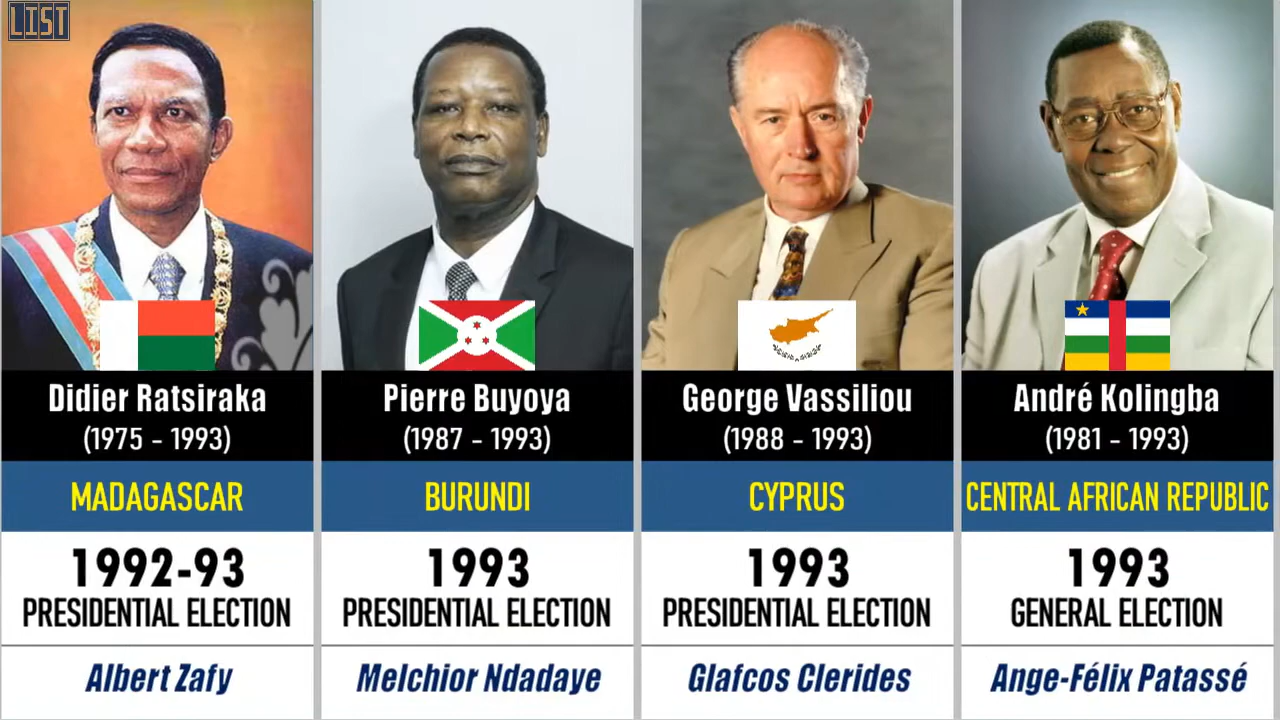 LIST
Didier Ratsiraka
(1975 - 1993)
MADAGASCAR
1992-93
PRESIDENTIAL ELECTION
Albert Zafy
Pierre Buyoya
(1987 - 1993)
BURUNDI
1993
PRESIDENTIAL ELECTION
Melchior Ndadaye
George Vassiliou
(1988 - 1993)
CYPRUS
1993
PRESIDENTIAL ELECTION
Glafcos Clerides
André Kolingba
(1981 - 1993)
CENTRAL AFRICAN REPUBLIC
1993
GENERAL ELECTION
Ange-Félix Patassé